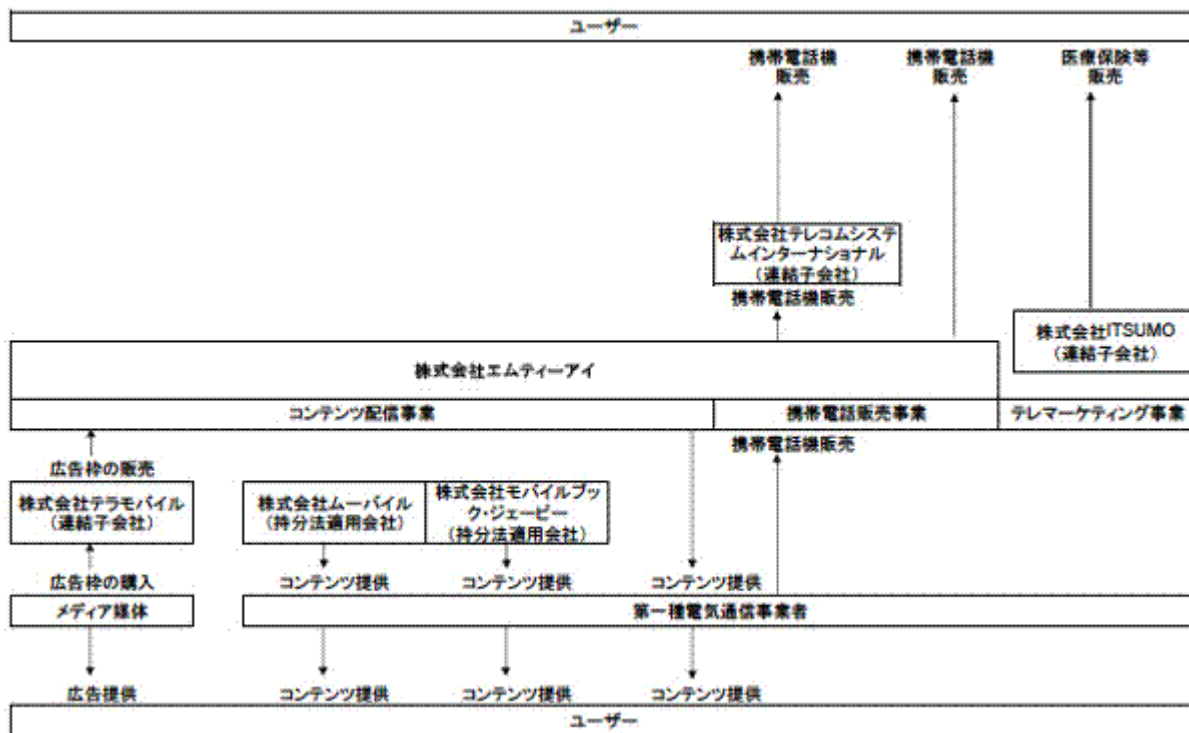 ユーザー
携帯電話機
販売
携帯電話機
販売
医療保険等
販売
株式会社テレコムシステ
ムインターナショナル
(連結子会社)
携帯電話機販売
株式会社ITSUMO
(連結子会社)
株式会社エムティーアイ
コンテンツ配信事業
携帯電話販売事業
テレマーケティング事業
携帯電話機販売
広告枠の販売
株式会社テラモバイル
(連結子会社)
株式会社ムーバイル
(持分法適用会社)
株式会社モバイルブッ
ク・ジェーピー
(持分法適用会社)
広告枠の購入
コンテンツ提供
コンテンツ提供
コンテンツ提供
メディア媒体
第一種電気通信事業者
広告提供
コンテンツ提供
コンテンツ提供
コンテンツ提供
ユーザー